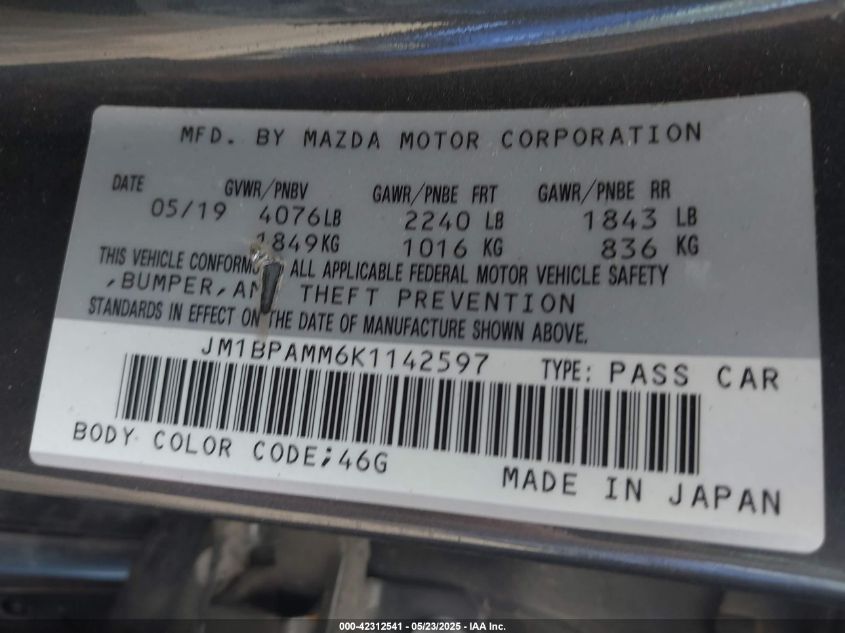 MFD. BY MAZDA MOTOR CORPORATION
DATE GVWR/PNBV GAWR/PNBE FRT GAWR/PNBE RR
05/19 4076LB 2240 LB 1843 LB
1849KG 1016 KG 836 KG
THIS VEHICLE CONFORM ALL APPLICABLE FEDERAL MOTOR VEHICLE SAFETY
,BUMPER,AN THEFT PREVENTION
STANDARDS IN EFFECT ON THE DATE OF MANUFACTURE SHOWN ABOVE.
JM1BPAMM6K1142597 TYPE: PASS CAR
BODY COLOR CODE;46G
MADE IN JAPAN
000-42312541 - 05/23/2025 - IAA Inc.